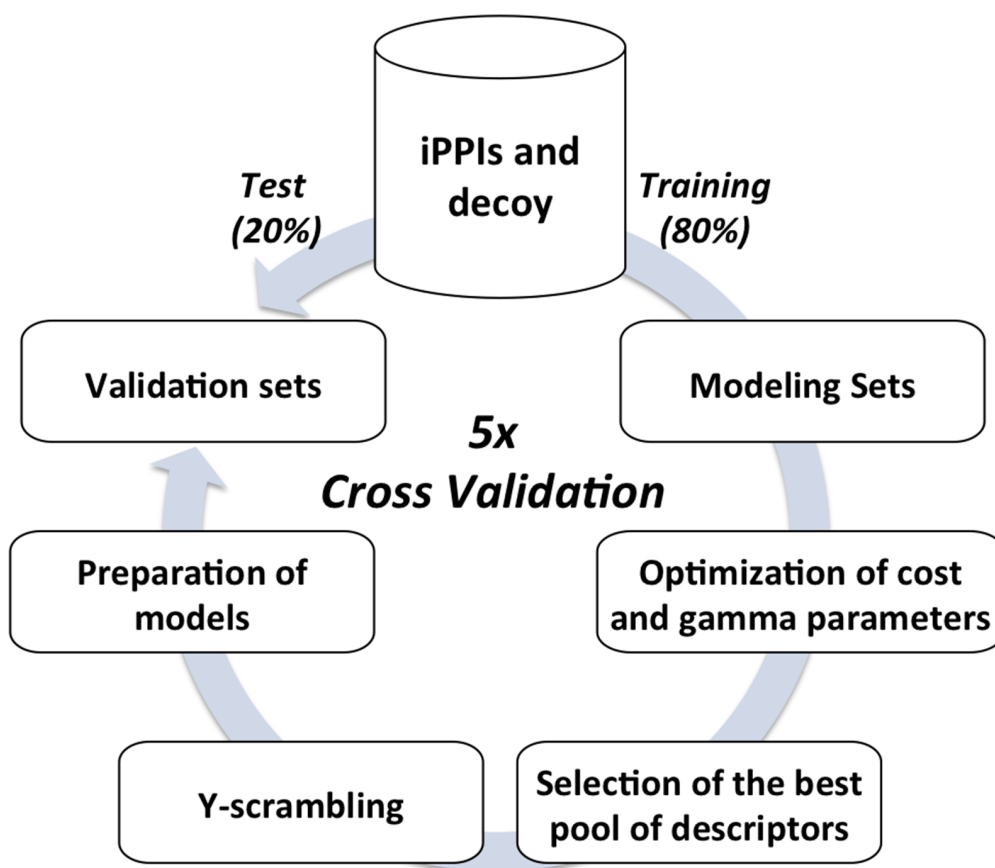 iPPIs and
decoy
Test
(20%)
Training
(80%)
Validation sets
Modeling Sets
5x
Cross Validation
Preparation of
models
Optimization of cost
and gamma parameters
Y-scrambling
Selection of the best
pool of descriptors